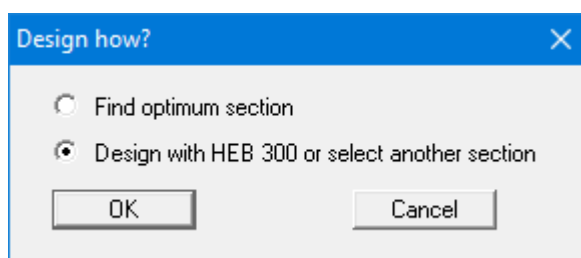 Design how?
Find optimum section
Design with HEB 300 or select another section
OK Cancel